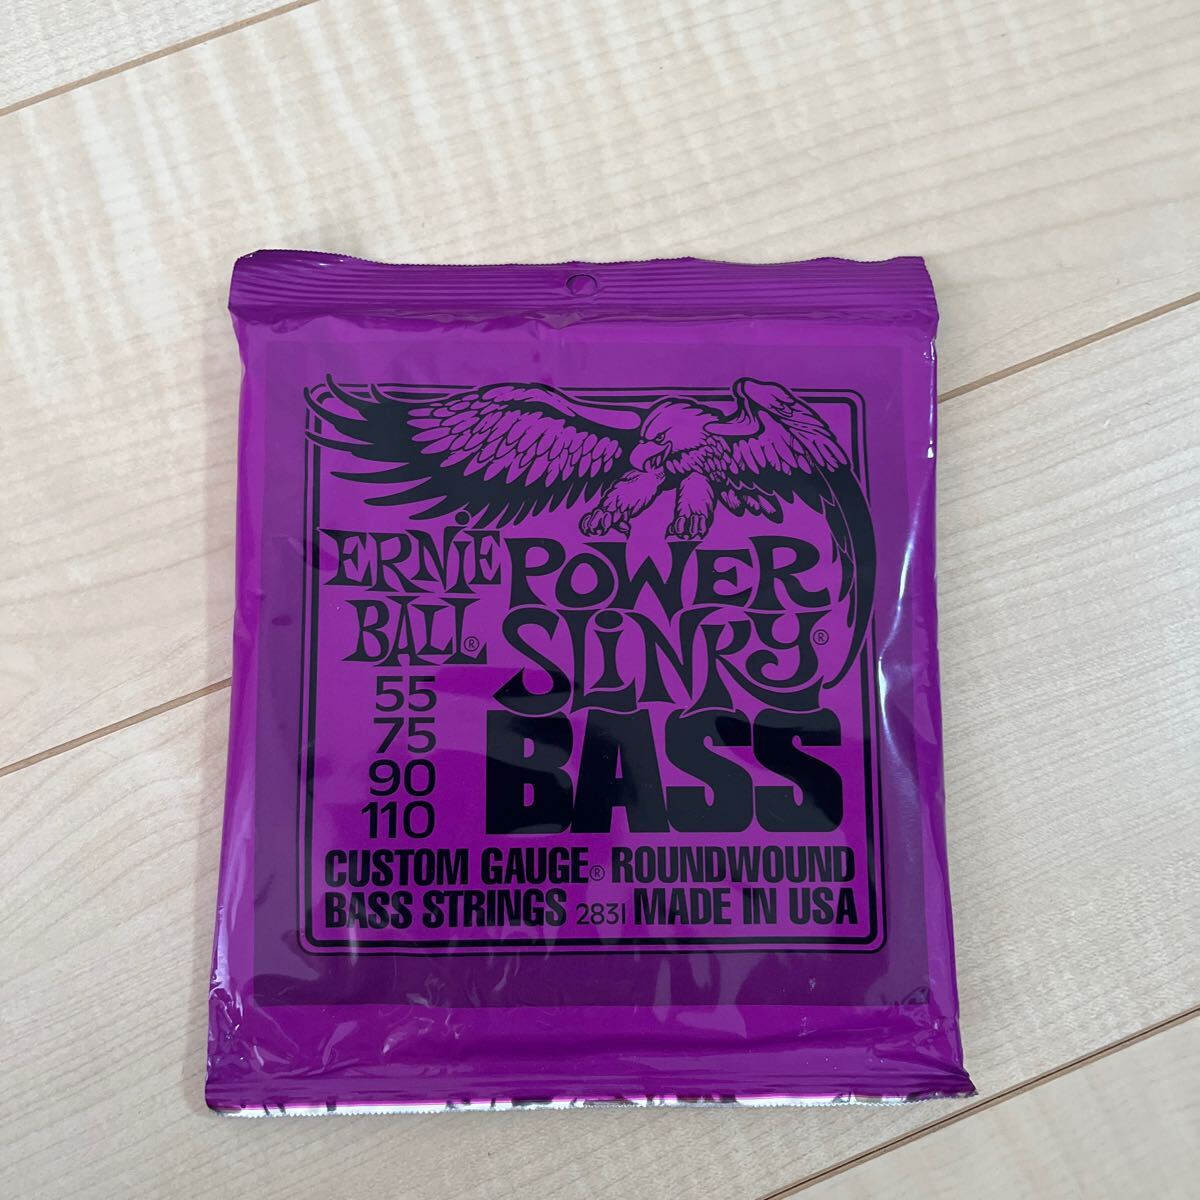 ERNIE BALL®
55
75
90
110
POWER
SLINKY®
BASS
CUSTOM GAUGE® ROUNDWOUND
BASS STRINGS 2831 MADE IN USA